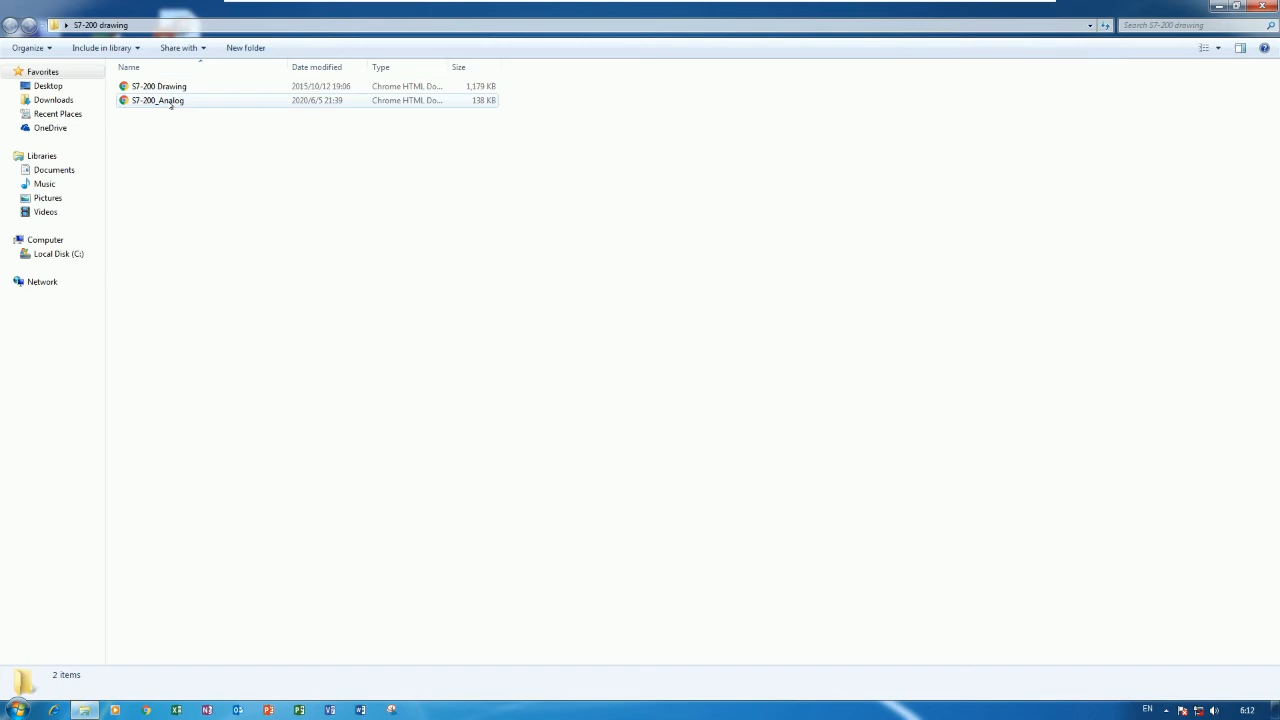 S7-200 drawing
Search S7-200 drawing
Organize Include in library Share with New folder
Name Date modified Type Size
Favorites
Desktop
Downloads
Recent Places
OneDrive
Libraries
Documents
Music
Pictures
Videos
Computer
Local Disk (C:)
Network
S7-200 Drawing 2015/10/12 19:06 Chrome HTML Do... 1,179 KB
S7-200_Analog 2020/6/5 21:39 Chrome HTML Do... 138 KB
2 items
EN 6:12